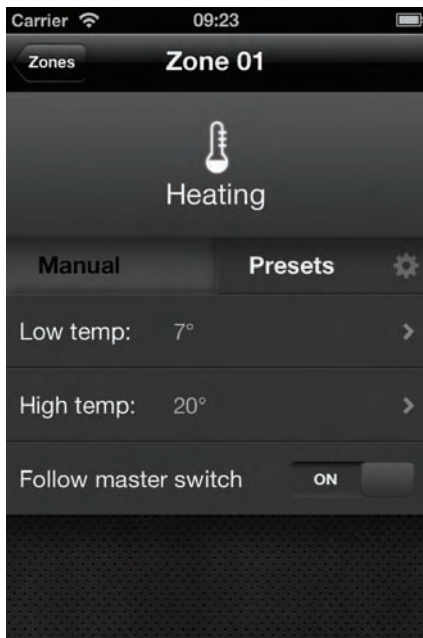 Carrier 09:23
Zones Zone 01
Heating
Manual Presets
Low temp: 7°
High temp: 20°
Follow master switch ON